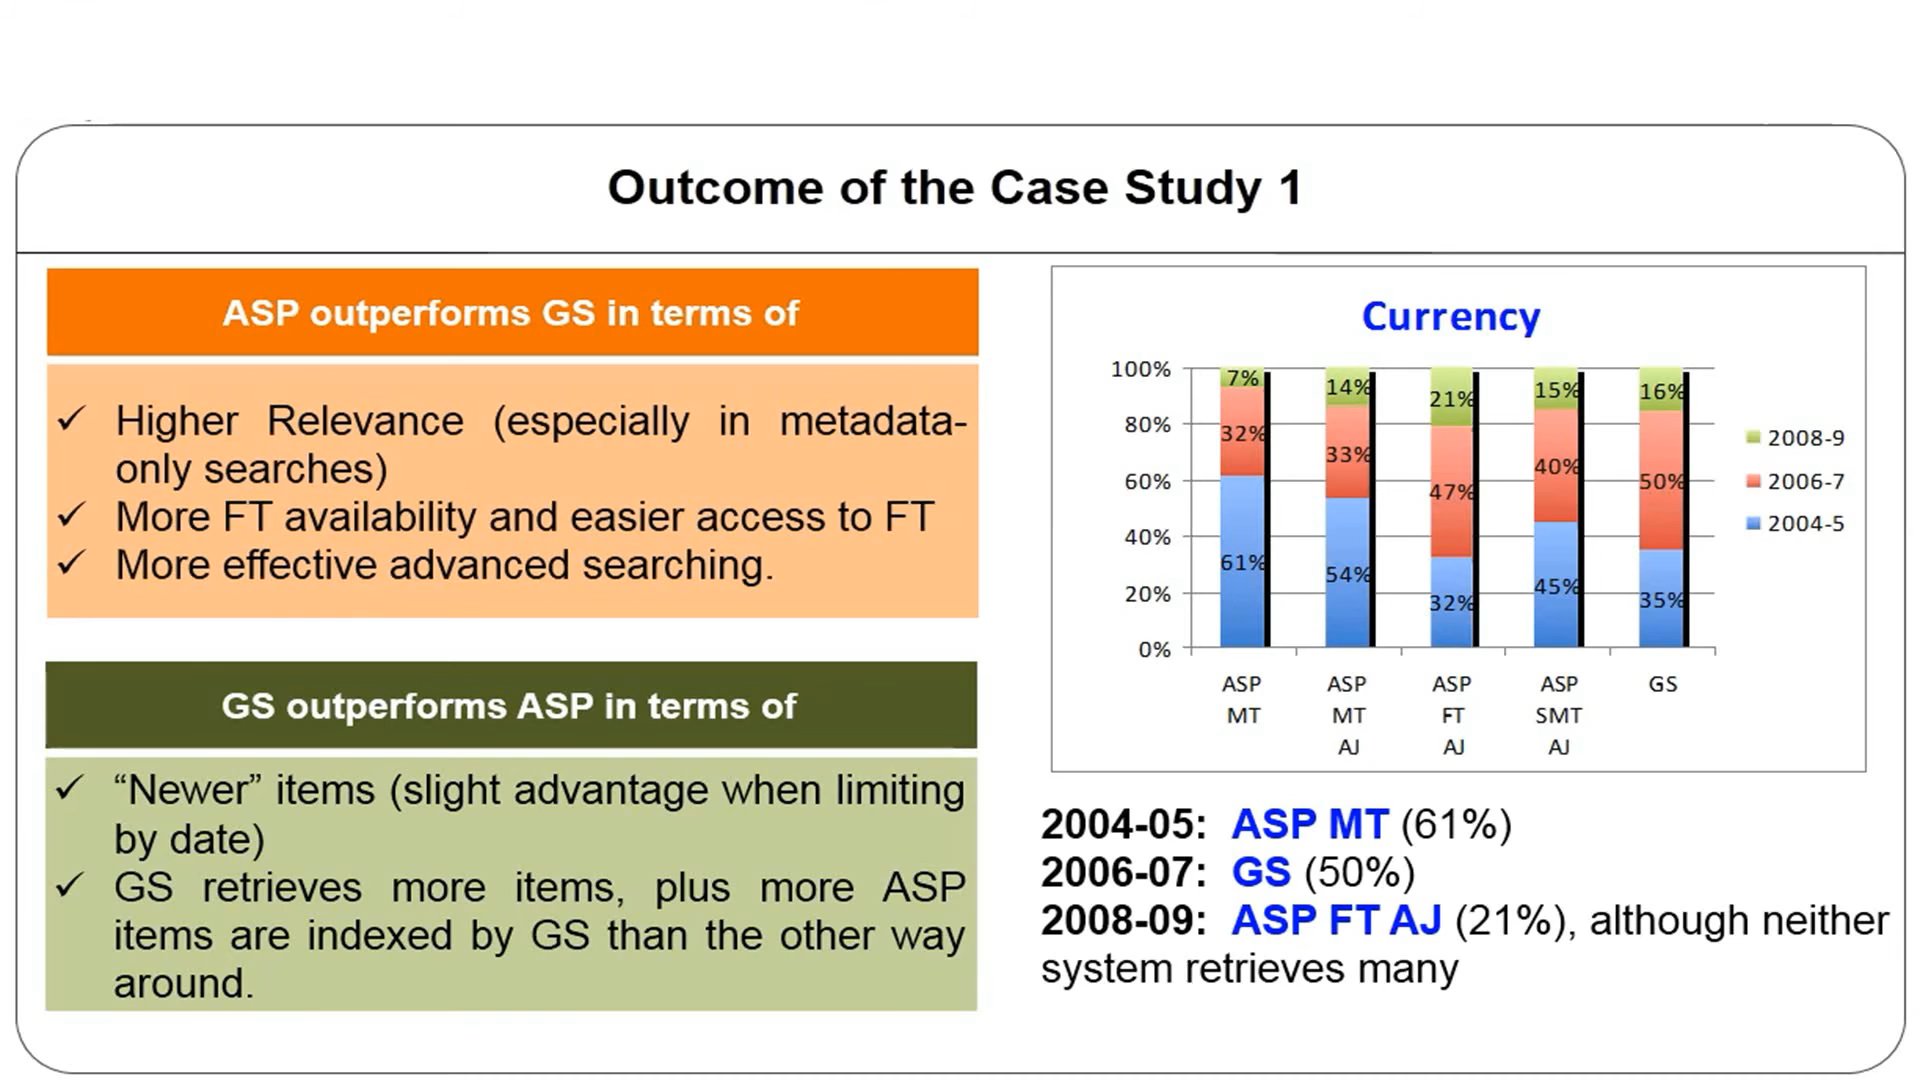 Outcome of the Case Study 1
ASP outperforms GS in terms of
✓ Higher Relevance (especially in metadata-
only searches)
✓ More FT availability and easier access to FT
✓ More effective advanced searching.
GS outperforms ASP in terms of
✓ “Newer” items (slight advantage when limiting
by date)
✓ GS retrieves more items, plus more ASP
items are indexed by GS than the other way
around.
Currency
100%
80%
60%
40%
20%
0%
7% 14% 21% 15% 16%
32% 33% 47% 40% 50%
61% 54% 32% 45% 35%
ASP ASP ASP ASP GS
MT MT FT SMT
AJ AJ AJ
2008-9
2006-7
2004-5
2004-05: ASP MT (61%)
2006-07: GS (50%)
2008-09: ASP FT AJ (21%), although neither
system retrieves many